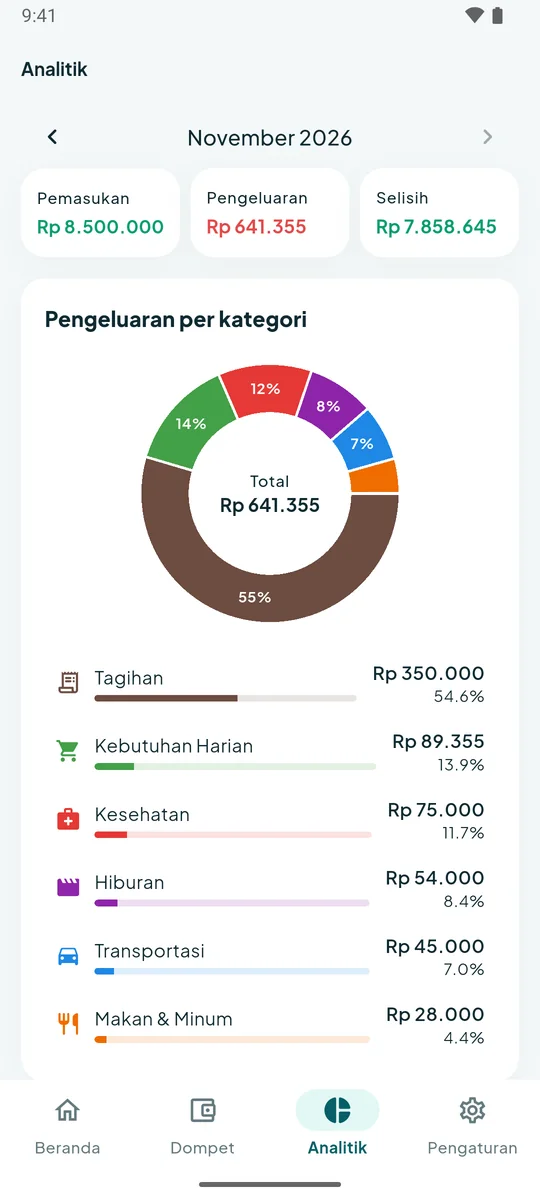 9:41
Analitik
November 2026
Pemasukan
Rp 8.500.000
Pengeluaran
Rp 641.355
Selisih
Rp 7.858.645
Pengeluaran per kategori
12%
8%
14%
7%
Total
Rp 641.355
55%
Tagihan
Rp 350.000
54.6%
Kebutuhan Harian
Rp 89.355
13.9%
Kesehatan
Rp 75.000
11.7%
Hiburan
Rp 54.000
8.4%
Transportasi
Rp 45.000
7.0%
Makan & Minum
Rp 28.000
4.4%
Beranda
Dompet
Analitik
Pengaturan